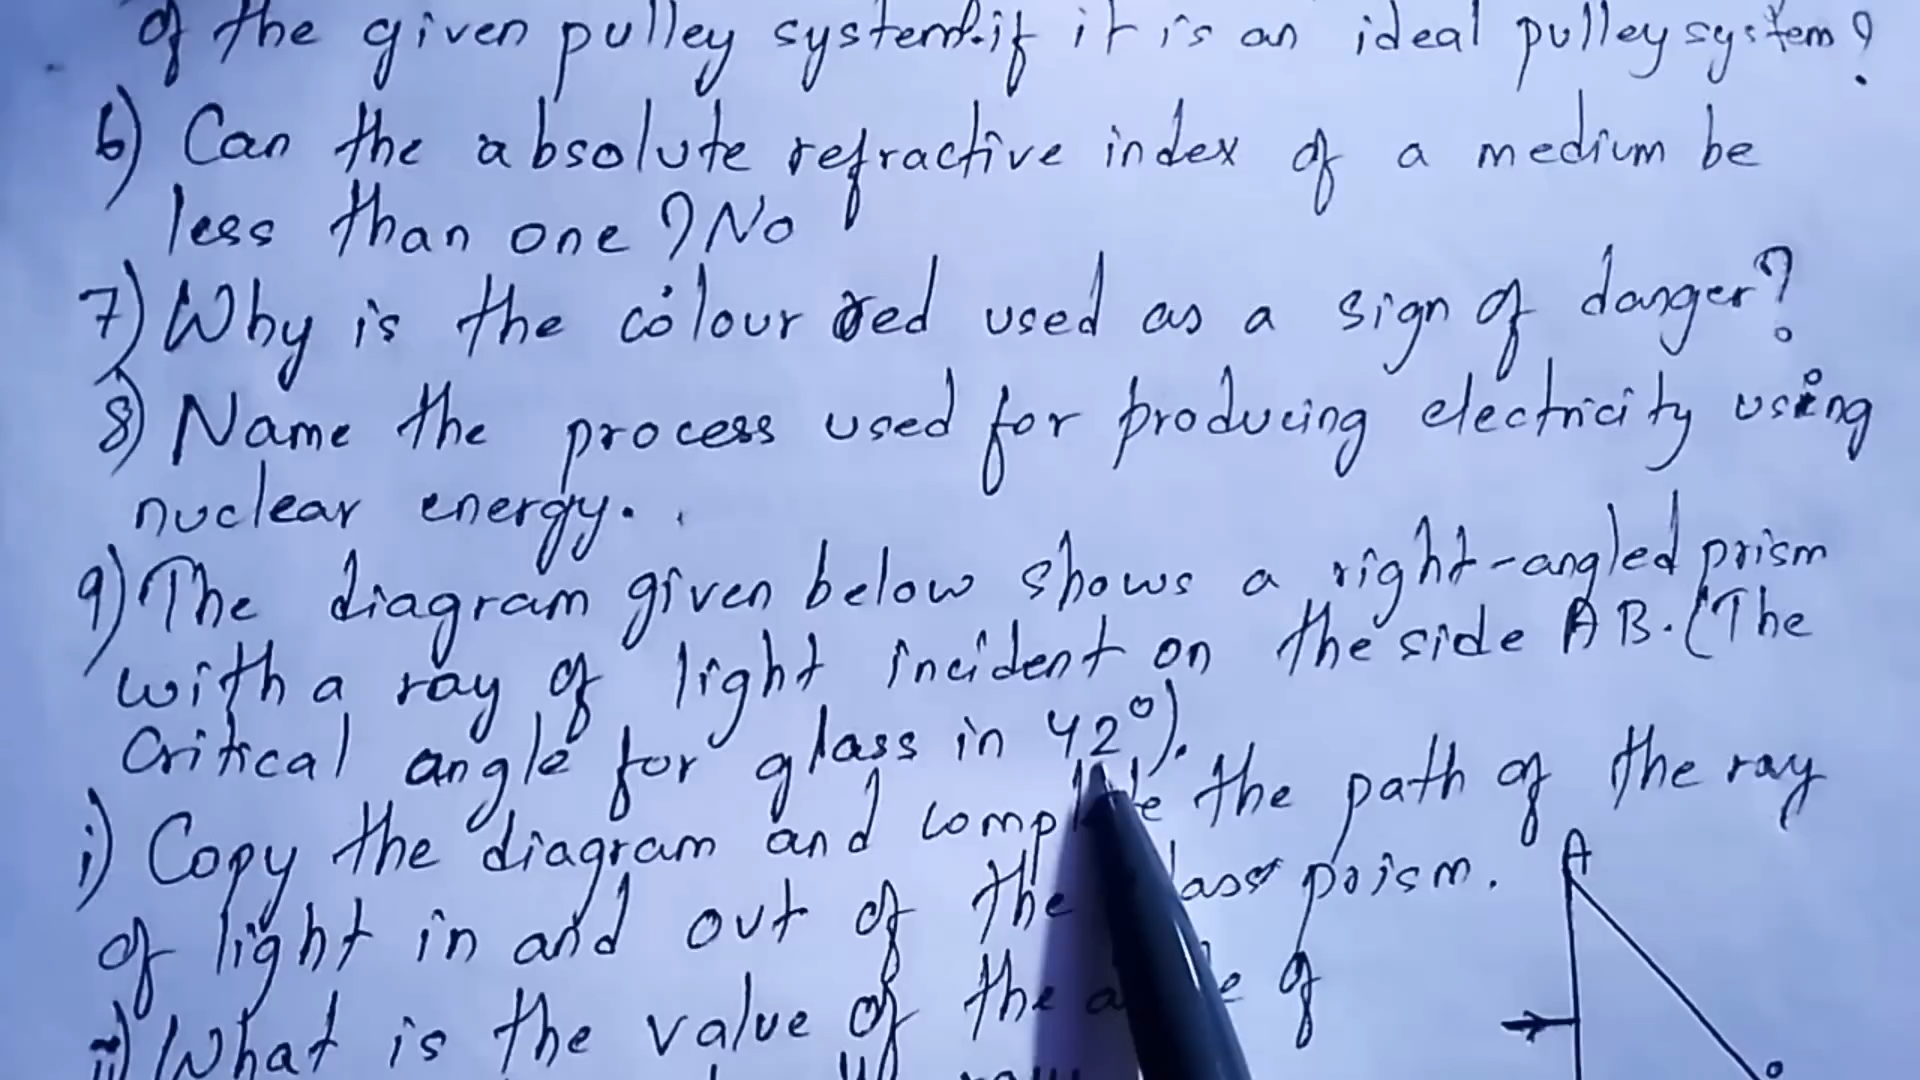 of the given pulley system.if it is an ideal pulley system?
6) Can the absolute refractive index of a medium be
less than one? No
7) Why is the colour red used as a sign of danger?
8) Name the process used for producing electricity using
nuclear energy.
9) The diagram given below shows a right-angled prism
with a ray of light incident on the side AB. (The
Critical angle for glass in 42°).
i) Copy the diagram and the path of the ray
of light in and out of the prism.
A
ii) What is the value of the of